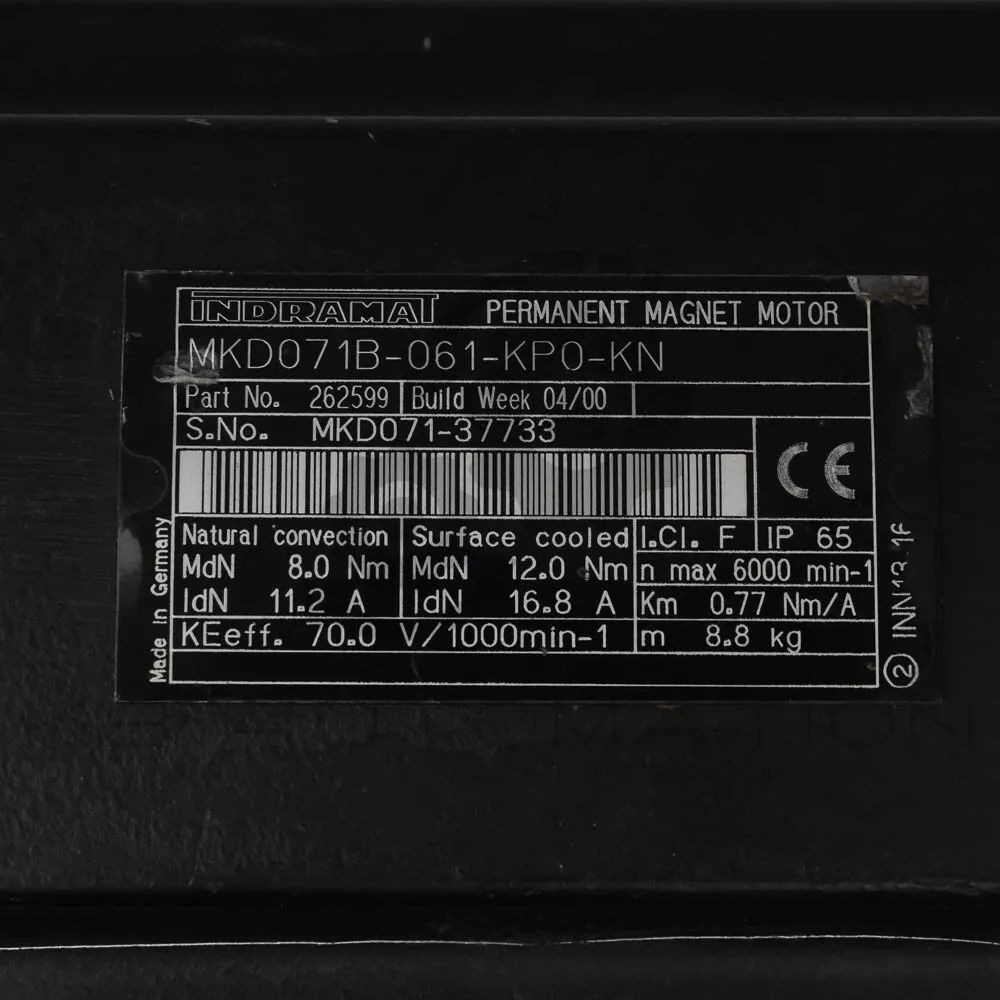 INDRAMAT PERMANENT MAGNET MOTOR
MKD071B-061-KP0-KN
Part No. 262599 Build Week 04/00
S.No. MKD071-37733
CE
Natural convection Surface cooled I.Cl. F IP 65
MdN 8.0 Nm MdN 12.0 Nm n max 6000 min-1
IdN 11.2 A IdN 16.8 A Km 0.77 Nm/A
KEeff. 70.0 V/1000min-1 m 8.8 kg
Made in Germany
2